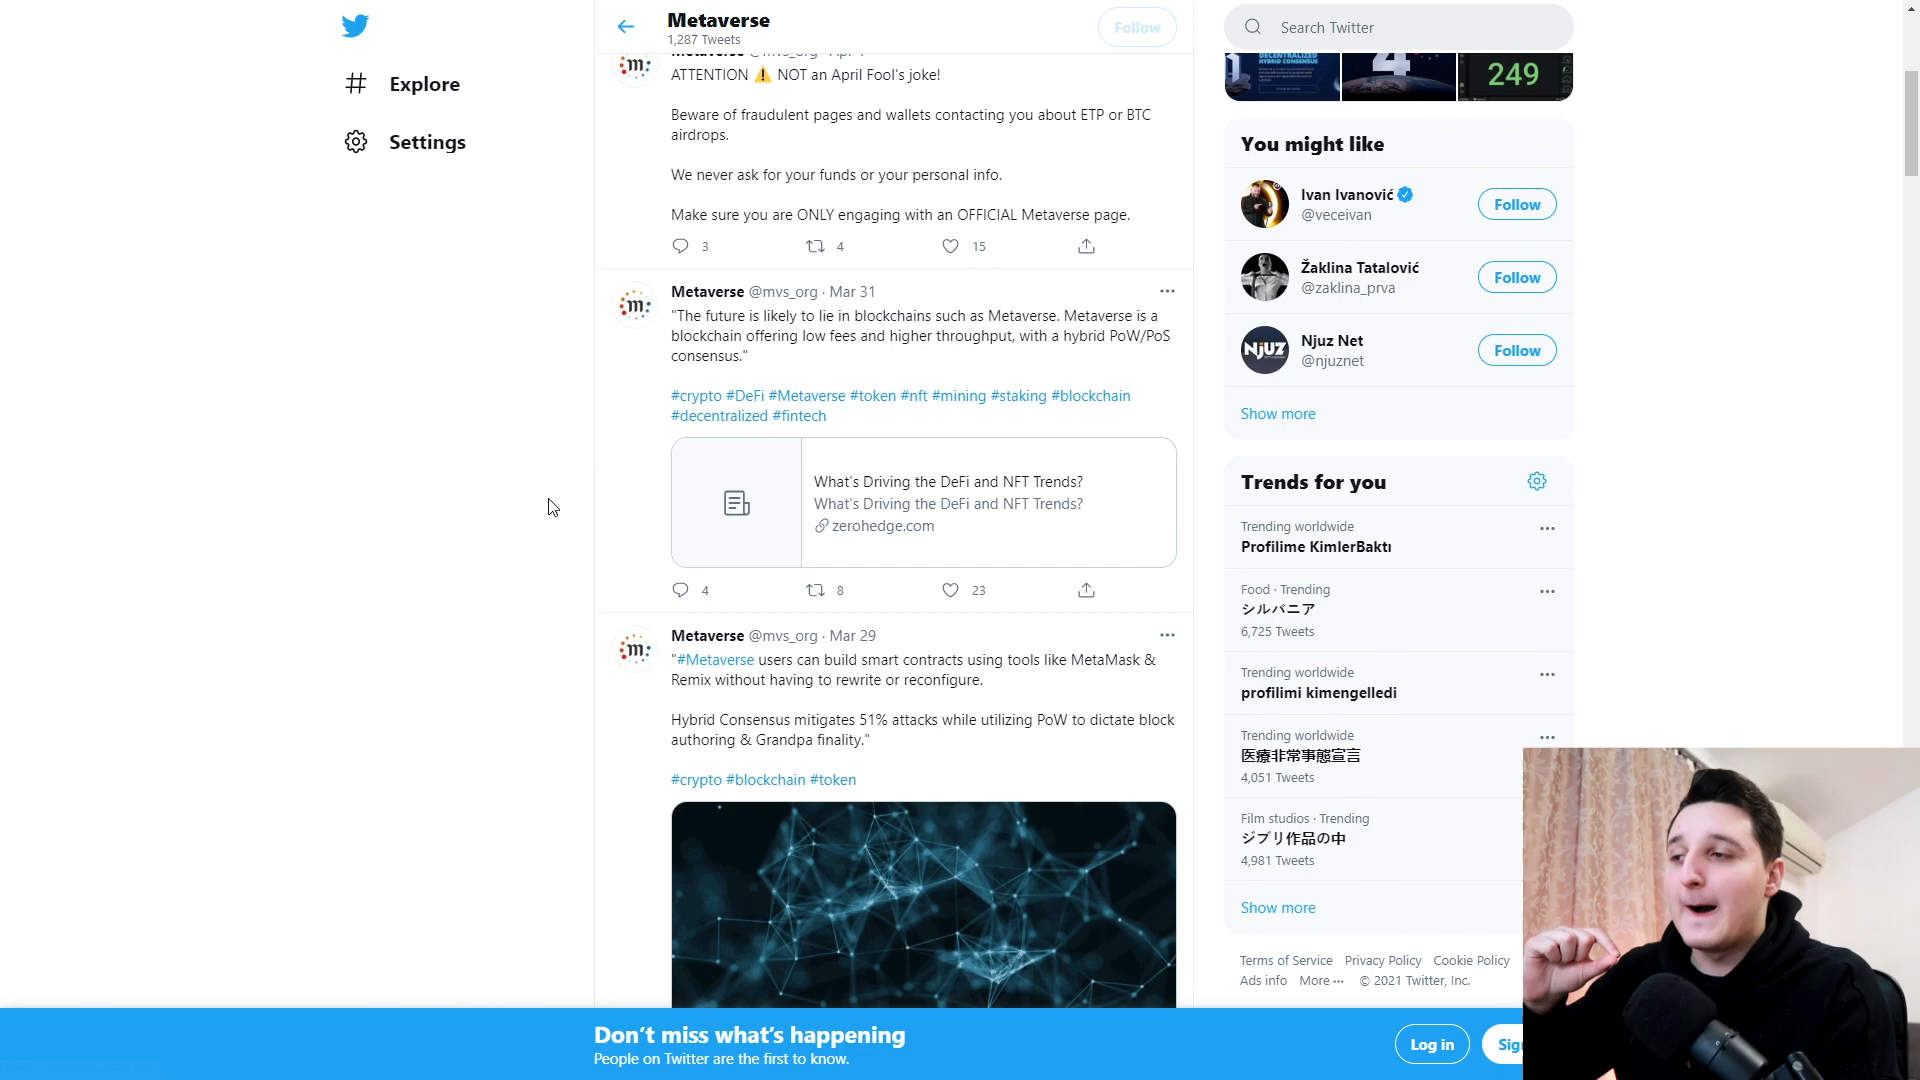 Explore
Settings
Metaverse
1,287 Tweets
Follow
ATTENTION ⚠ NOT an April Fool's joke!
Beware of fraudulent pages and wallets contacting you about ETP or BTC
airdrops.
We never ask for your funds or your personal info.
Make sure you are ONLY engaging with an OFFICIAL Metaverse page.
3 4 15
Metaverse @mvs_org · Mar 31
"The future is likely to lie in blockchains such as Metaverse. Metaverse is a
blockchain offering low fees and higher throughput, with a hybrid PoW/PoS
consensus."
#crypto #DeFi #Metaverse #token #nft #mining #staking #blockchain
#decentralized #fintech
What's Driving the DeFi and NFT Trends?
What's Driving the DeFi and NFT Trends?
zerohedge.com
4 8 23
Metaverse @mvs_org · Mar 29
"#Metaverse users can build smart contracts using tools like MetaMask &
Remix without having to rewrite or reconfigure.
Hybrid Consensus mitigates 51% attacks while utilizing PoW to dictate block
authoring & Grandpa finality."
#crypto #blockchain #token
Search Twitter
DECENTRALIZED
HYBRID CONSENSUS
4
249
You might like
Ivan Ivanović
@veceivan
Follow
Žaklina Tatalović
@zaklina_prva
Follow
NJUZ
Njuz Net
@njuznet
Follow
Show more
Trends for you
Trending worldwide
Profilime KimlerBaktı
Food · Trending
シルバニア
6,725 Tweets
Trending worldwide
profilimi kimengelledi
Trending worldwide
医療非常事態宣言
4,051 Tweets
Film studios · Trending
ジブリ作品の中
4,981 Tweets
Show more
Terms of Service Privacy Policy Cookie Policy
Ads info More ··· © 2021 Twitter, Inc.
Don't miss what's happening
People on Twitter are the first to know.
Log in